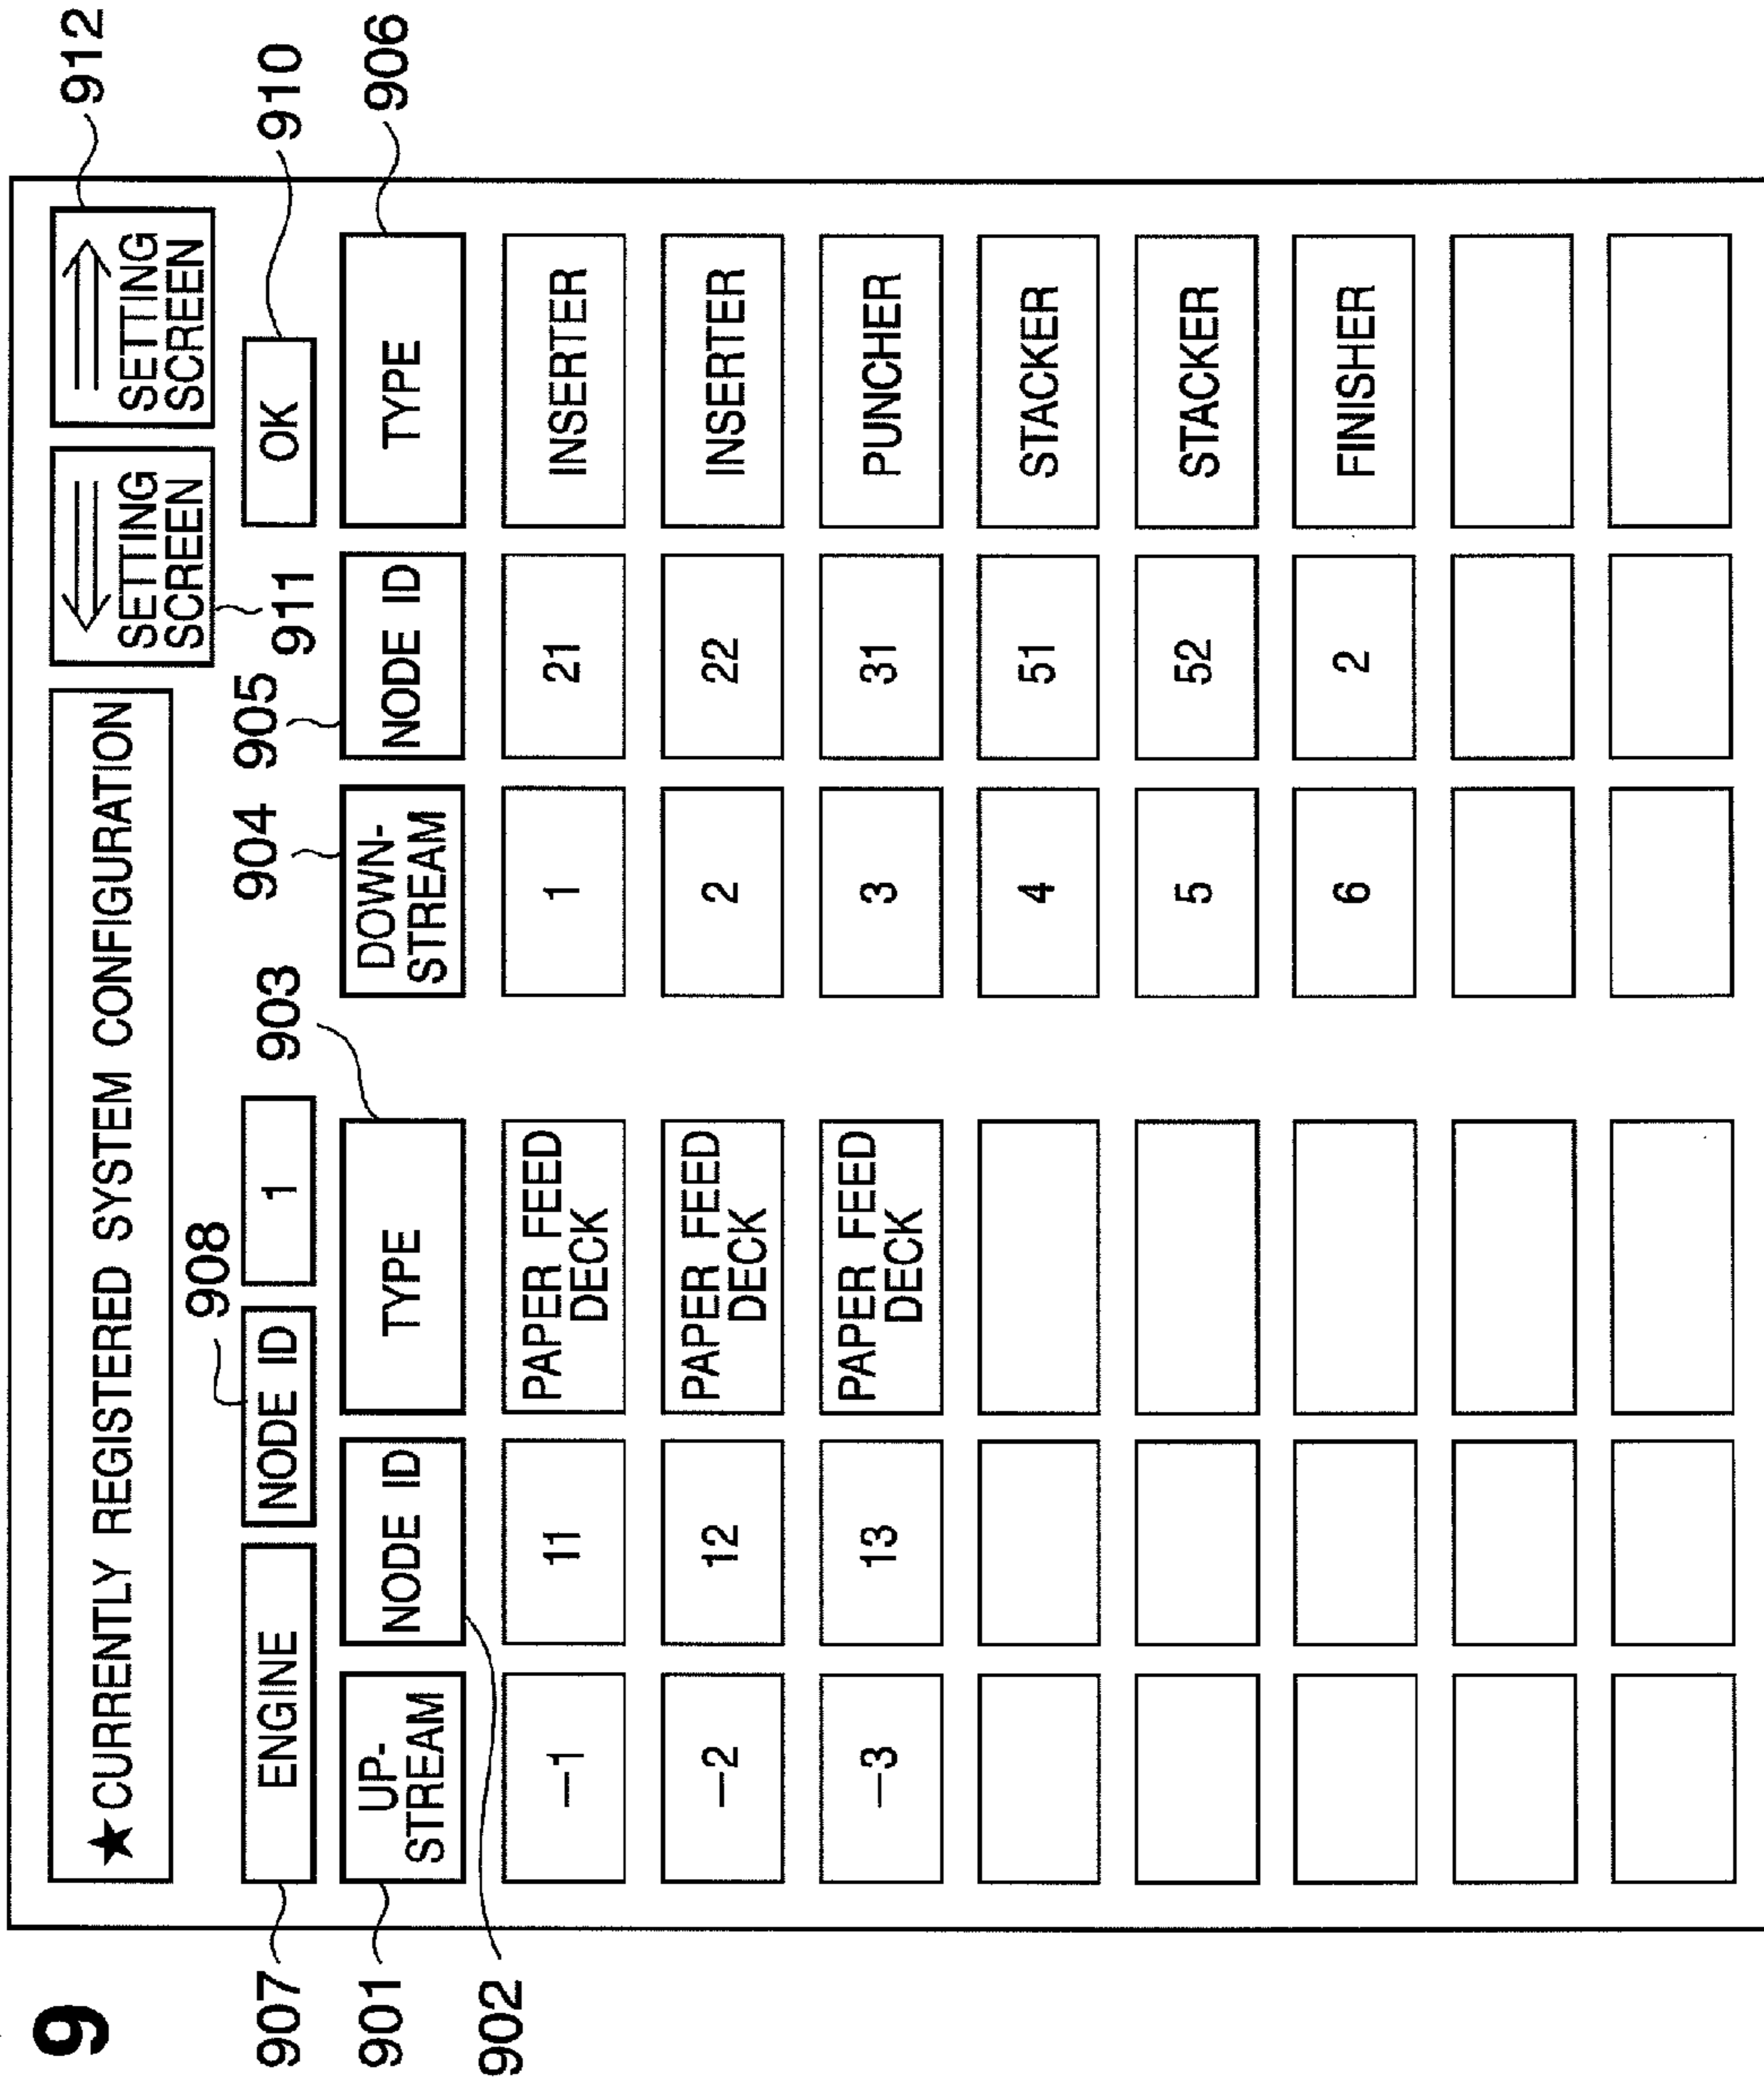 9
★CURRENTLY REGISTERED SYSTEM CONFIGURATION
SETTING
SCREEN
SETTING
SCREEN
912
911
907
ENGINE
908
NODE ID
1
OK
910
901
UP-
STREAM
902
NODE ID
903
TYPE
904
DOWN-
STREAM
905
NODE ID
TYPE
906
−1 11 PAPER FEED
DECK
1 21 INSERTER
−2 12 PAPER FEED
DECK
2 22 INSERTER
−3 13 PAPER FEED
DECK
3 31 PUNCHER
4 51 STACKER
5 52 STACKER
6 2 FINISHER